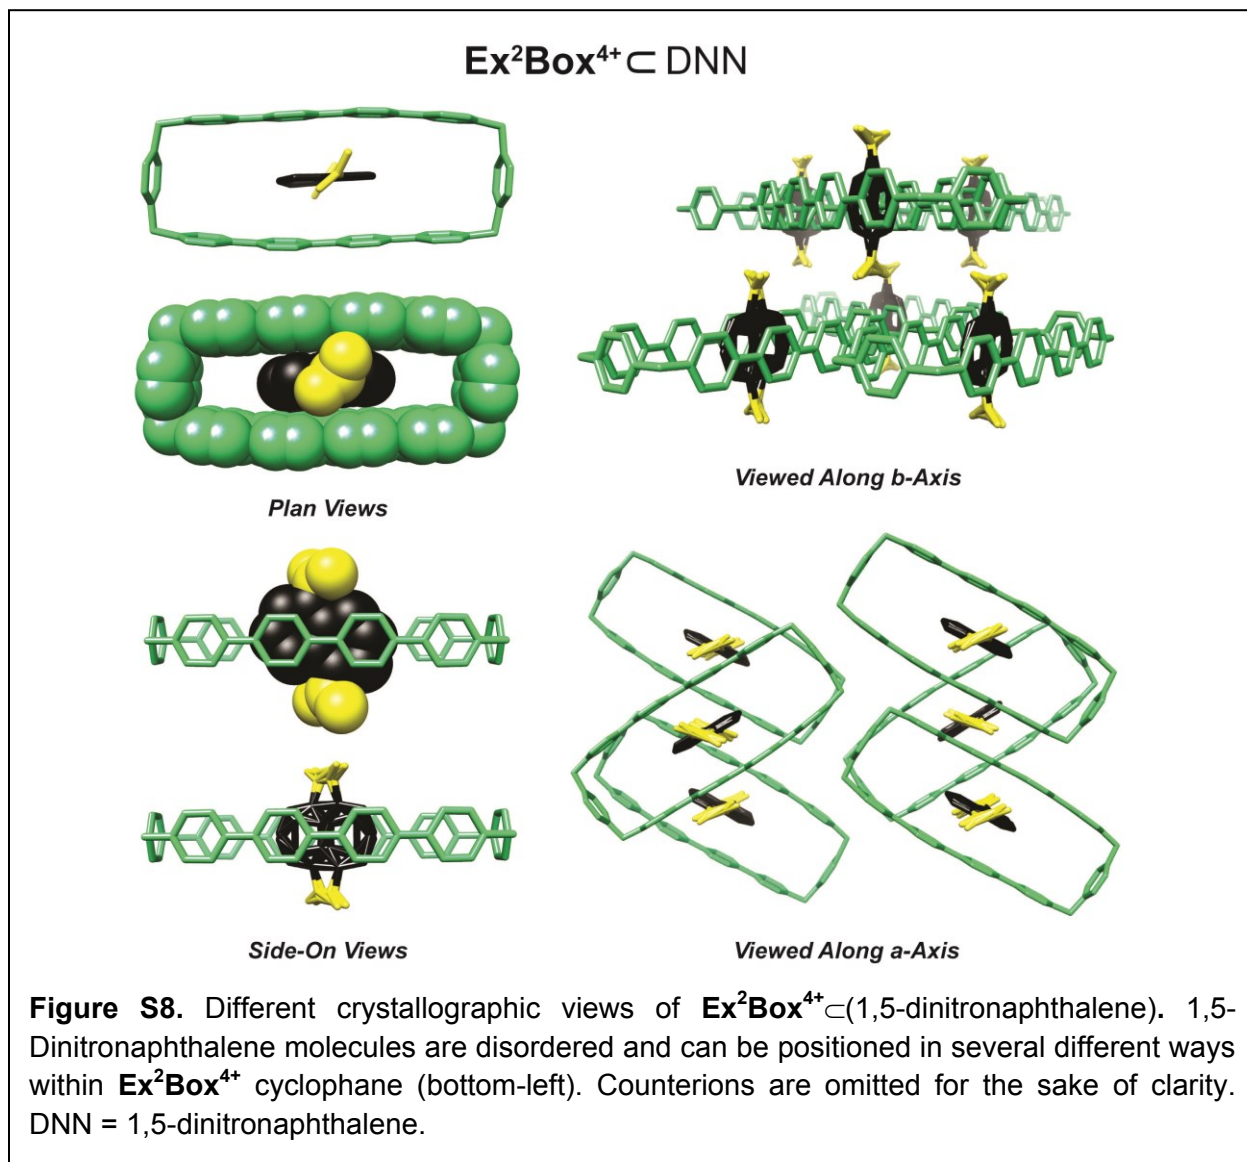 Ex²Box⁴⁺ ⊂ DNN
Plan Views
Viewed Along b-Axis
Side-On Views
Viewed Along a-Axis
Figure S8. Different crystallographic views of Ex²Box⁴⁺⊂(1,5-dinitronaphthalene). 1,5-
Dinitronaphthalene molecules are disordered and can be positioned in several different ways
within Ex²Box⁴⁺ cyclophane (bottom-left). Counterions are omitted for the sake of clarity.
DNN = 1,5-dinitronaphthalene.